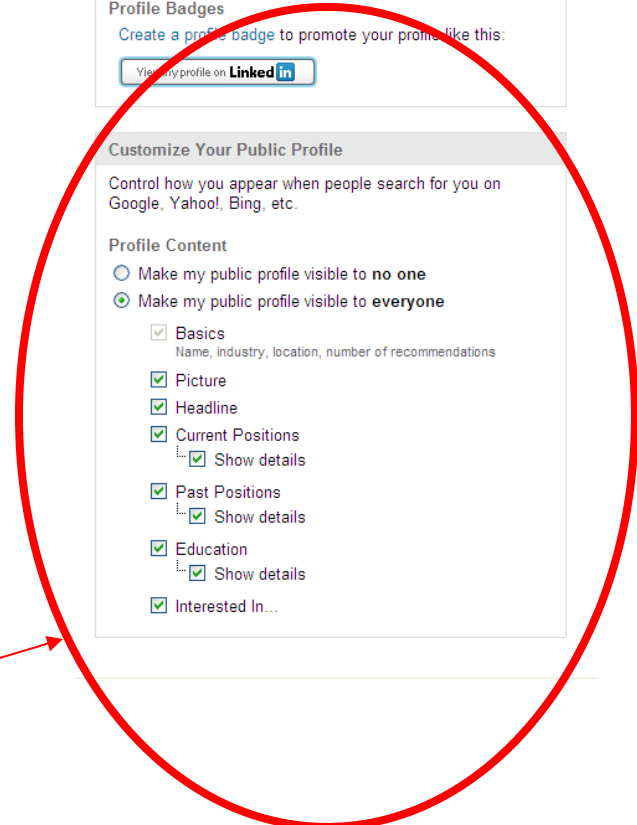 Profile Badges
Create a profile badge to promote your profile like this:
View my profile on Linked in
Customize Your Public Profile
Control how you appear when people search for you on
Google, Yahoo!, Bing, etc.
Profile Content
Make my public profile visible to no one
Make my public profile visible to everyone
Basics
Name, industry, location, number of recommendations
Picture
Headline
Current Positions
Show details
Past Positions
Show details
Education
Show details
Interested In...